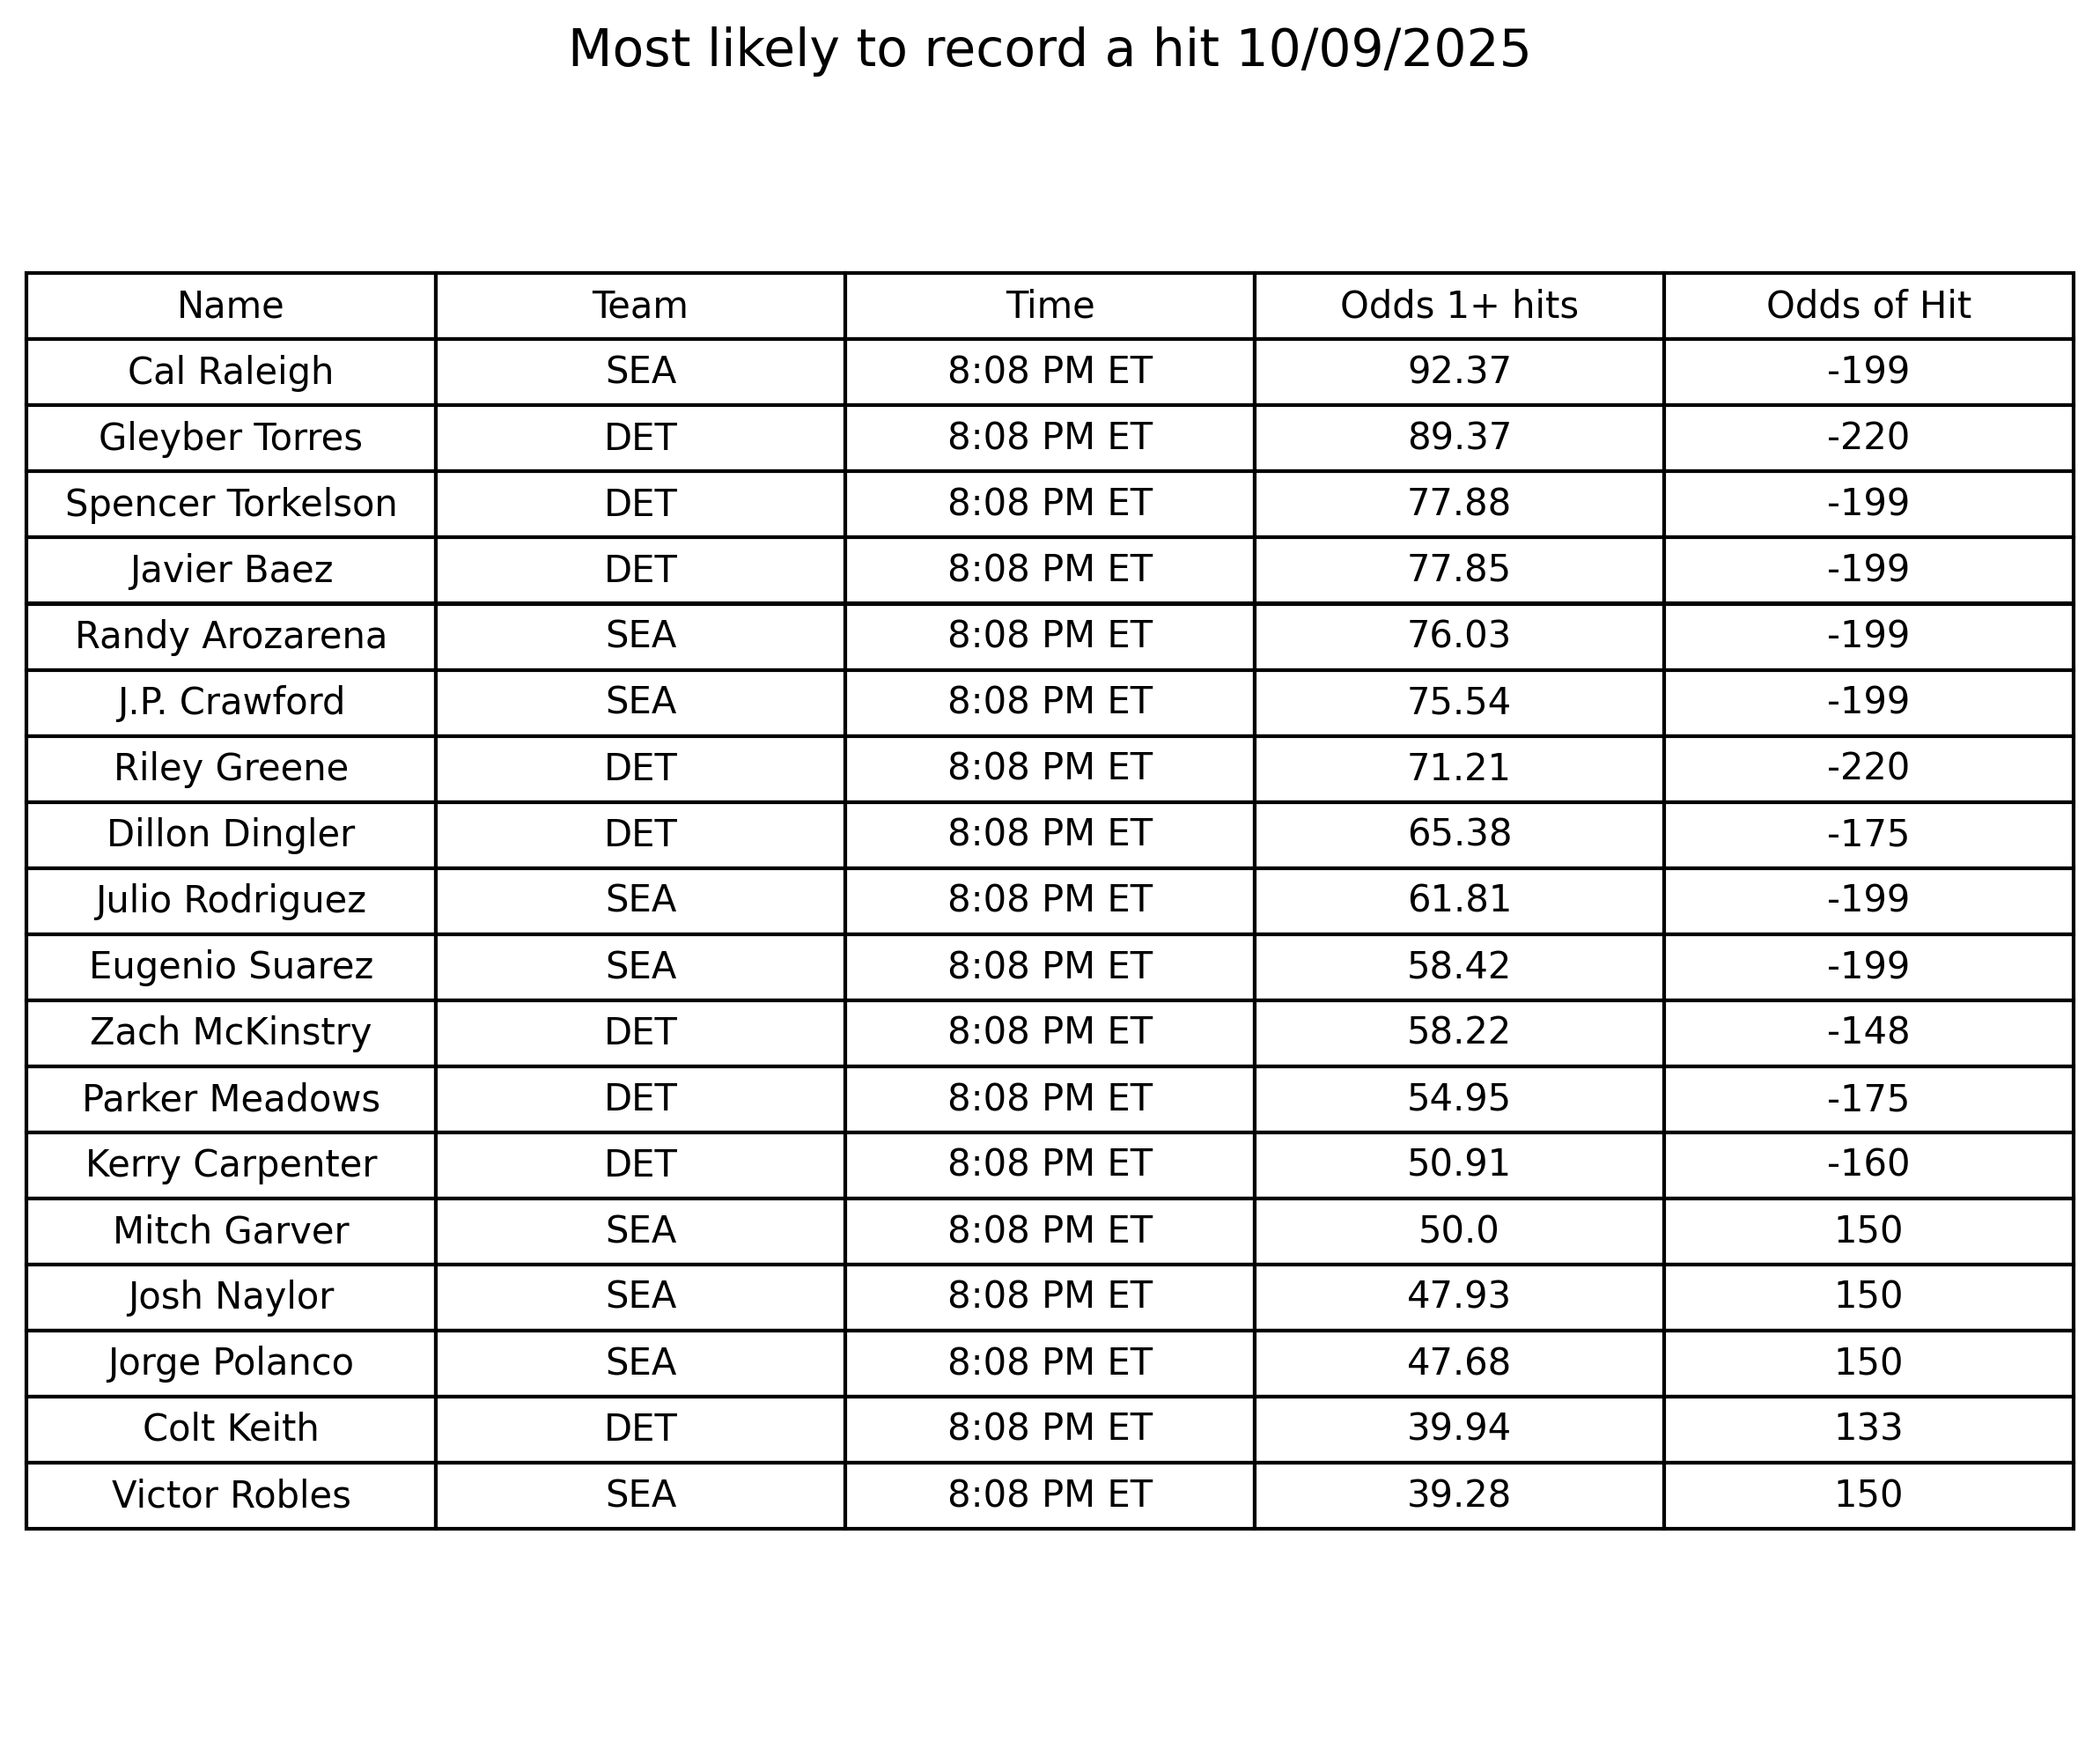 Most likely to record a hit 10/09/2025
Name Team Time Odds 1+ hits Odds of Hit
Cal Raleigh SEA 8:08 PM ET 92.37 -199
Gleyber Torres DET 8:08 PM ET 89.37 -220
Spencer Torkelson DET 8:08 PM ET 77.88 -199
Javier Baez DET 8:08 PM ET 77.85 -199
Randy Arozarena SEA 8:08 PM ET 76.03 -199
J.P. Crawford SEA 8:08 PM ET 75.54 -199
Riley Greene DET 8:08 PM ET 71.21 -220
Dillon Dingler DET 8:08 PM ET 65.38 -175
Julio Rodriguez SEA 8:08 PM ET 61.81 -199
Eugenio Suarez SEA 8:08 PM ET 58.42 -199
Zach McKinstry DET 8:08 PM ET 58.22 -148
Parker Meadows DET 8:08 PM ET 54.95 -175
Kerry Carpenter DET 8:08 PM ET 50.91 -160
Mitch Garver SEA 8:08 PM ET 50.0 150
Josh Naylor SEA 8:08 PM ET 47.93 150
Jorge Polanco SEA 8:08 PM ET 47.68 150
Colt Keith DET 8:08 PM ET 39.94 133
Victor Robles SEA 8:08 PM ET 39.28 150